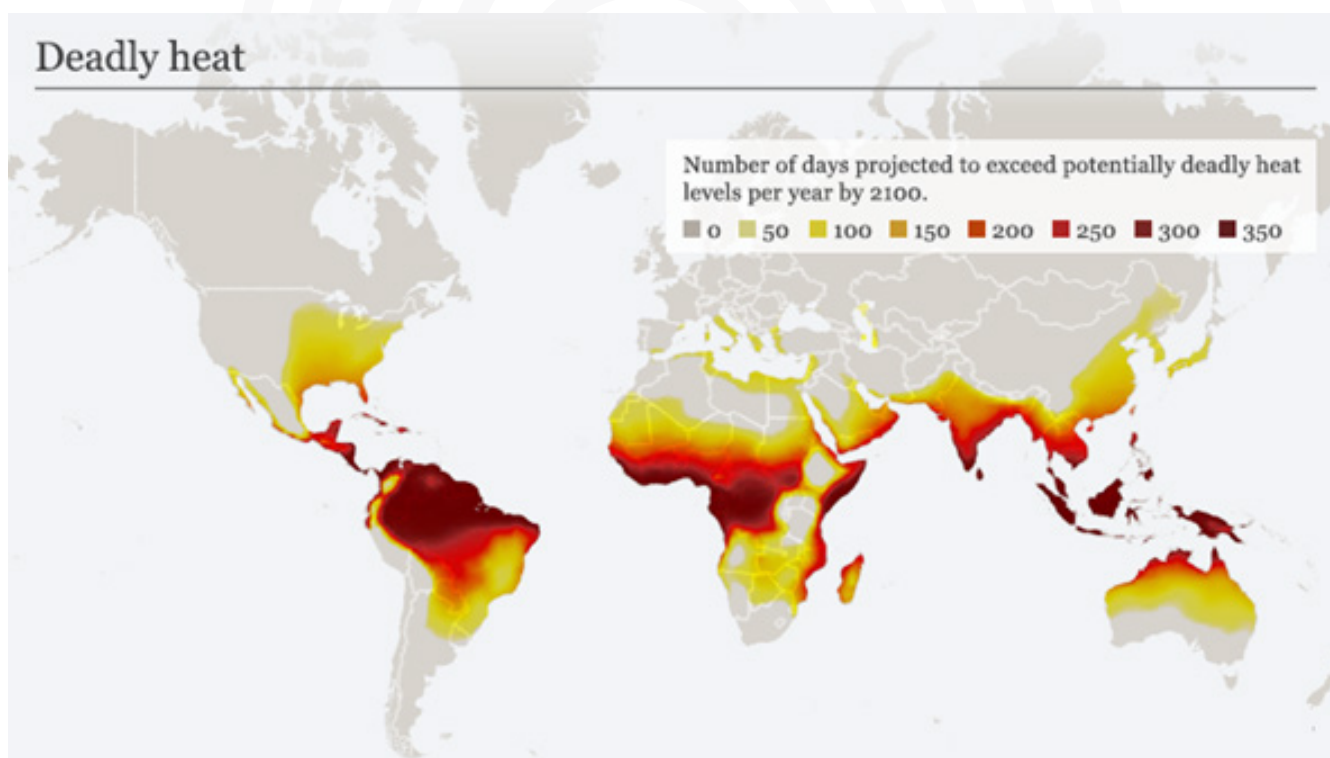 Deadly heat
Number of days projected to exceed potentially deadly heat
levels per year by 2100.
0 50 100 150 200 250 300 350